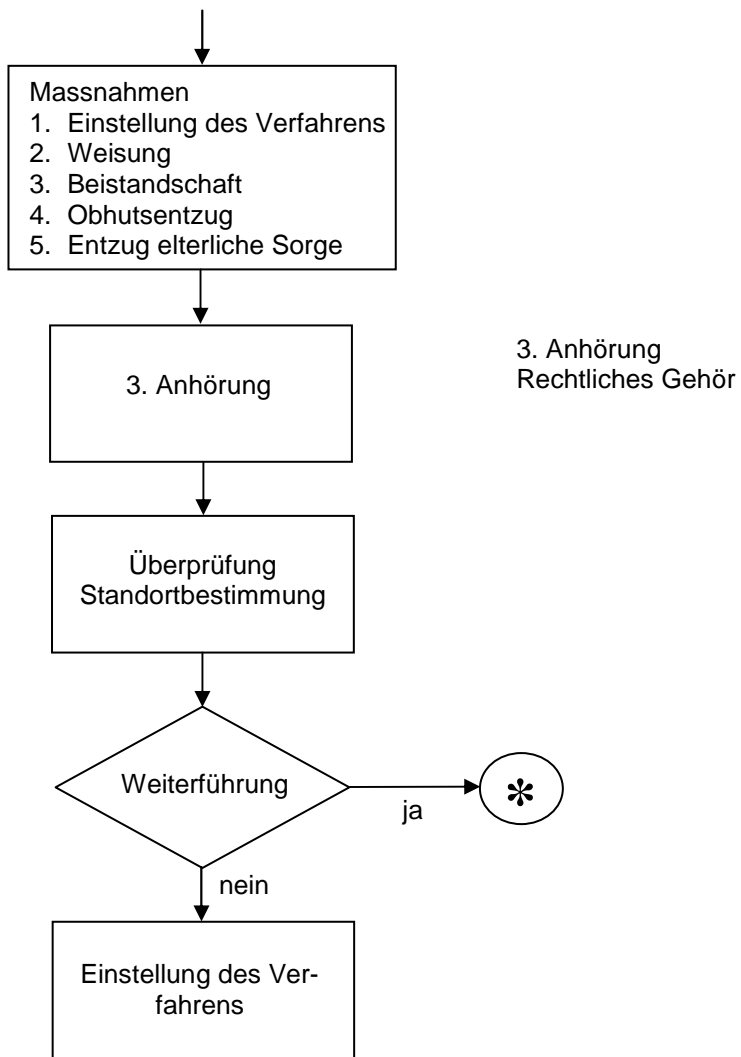 Massnahmen
1. Einstellung des Verfahrens
2. Weisung
3. Beistandschaft
4. Obhutsentzug
5. Entzug elterliche Sorge
3. Anhörung
3. Anhörung
Rechtliches Gehör
Überprüfung
Standortbestimmung
Weiterführung
*
ja
nein
Einstellung des Ver-
fahrens